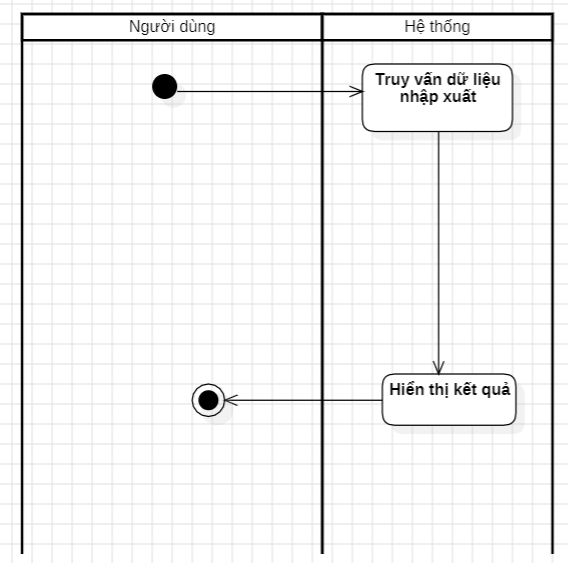 Người dùng
Hệ thống
Truy vấn dữ liệu
nhập xuất
Hiển thị kết quả